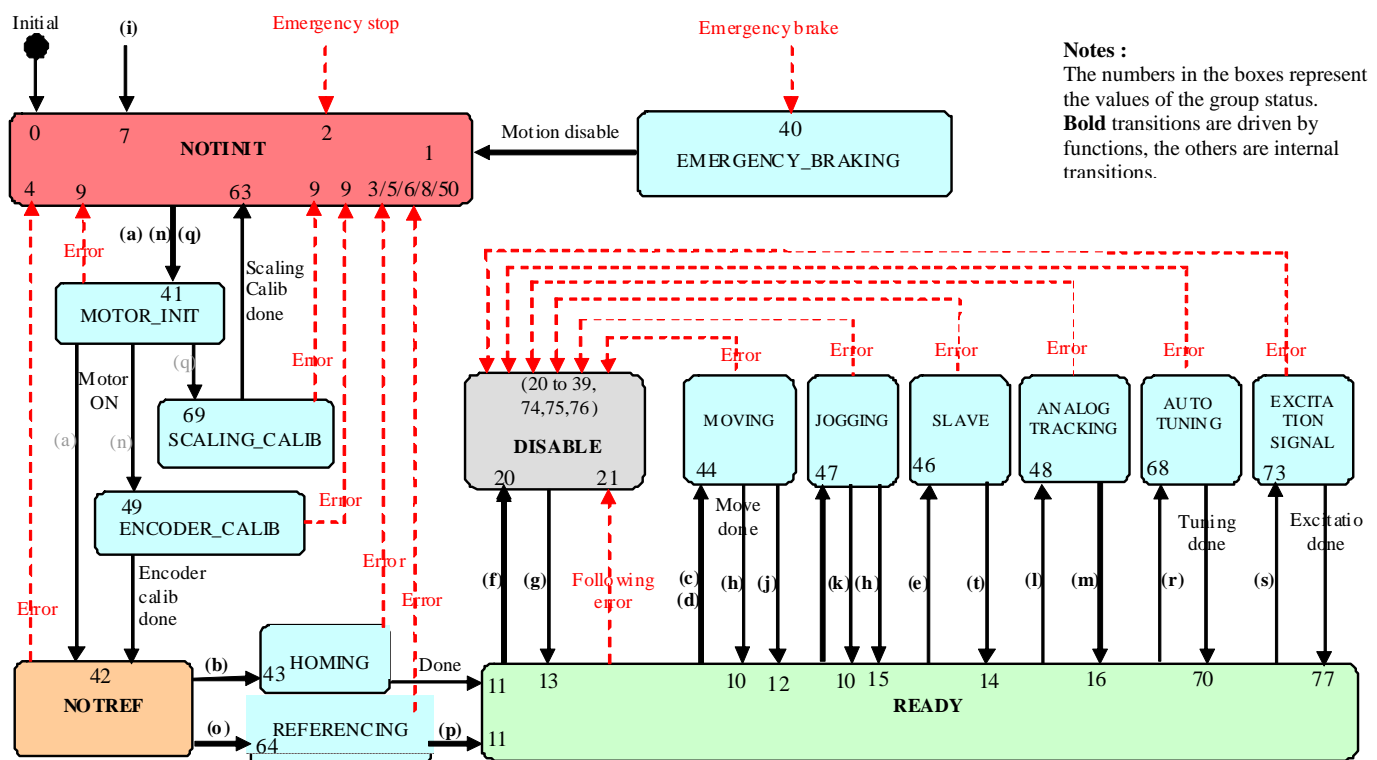 Initial
(i)
Emergency stop
Emergency brake
Notes :
The numbers in the boxes represent
the values of the group status.
Bold transitions are driven by
functions, the others are internal
transitions.
0
7
2
1
NOTINIT
4
9
63
9
9
3/5/6/8/50
Motion disable
40
EMERGENCY_BRAKING
Error
(a) (n) (q)
Scaling
Calib
done
41
MOTOR_INIT
(q)
Motor
ON
(a)
(n)
Error
69
SCALING_CALIB
49
ENCODER_CALIB
Error
Encoder
calib
done
Error
Error
Error
(20 to 39,
74,75,76)
DISABLE
20
21
Error
Error
Error
Error
Error
Error
MOVING
44
JOGGING
47
SLAVE
46
ANALOG
TRACKING
48
AUTO
TUNING
68
EXCITA
TION
SIGNAL
73
(f)
(g)
Following
error
(c)
(d)
Move
done
(h)
(j)
(k)
(h)
(e)
(t)
(l)
(m)
(r)
Tuning
done
(s)
Excitatio
done
42
NOTREF
(b)
43
HOMING
Done
(o)
64
REFERENCING
(p)
11
11
13
10
12
10
15
14
16
70
77
READY